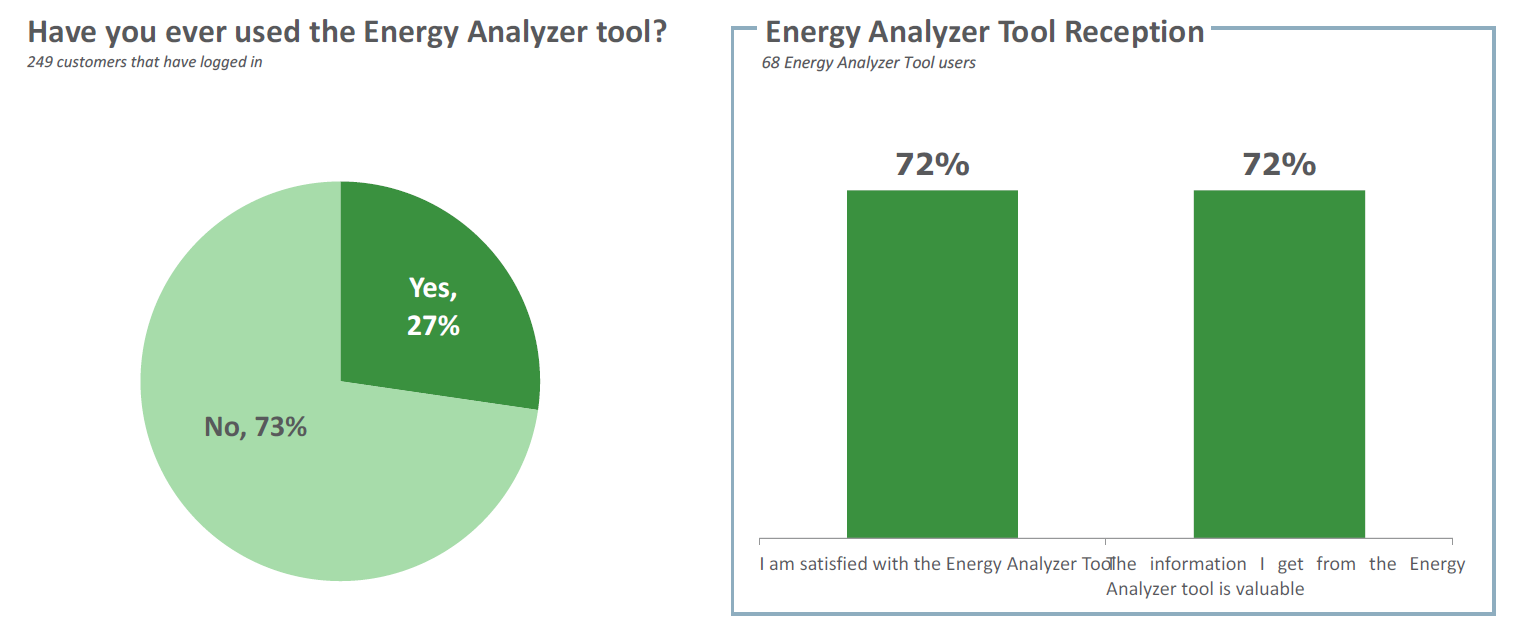 Have you ever used the Energy Analyzer tool?
249 customers that have logged in
Yes,
27%
No, 73%
Energy Analyzer Tool Reception
68 Energy Analyzer Tool users
72%
72%
I am satisfied with the Energy Analyzer Tool
The information I get from the Energy
Analyzer tool is valuable